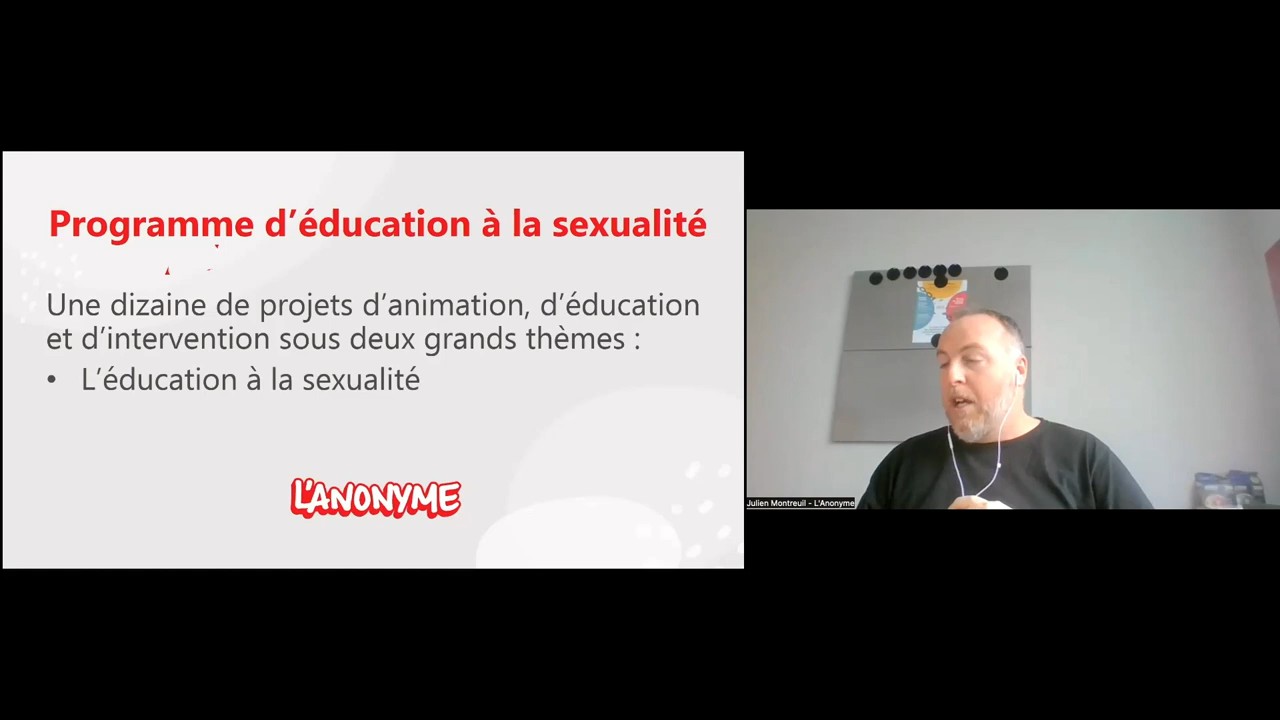 Programme d’éducation à la sexualité
Une dizaine de projets d’animation, d’éducation
et d’intervention sous deux grands thèmes :
• L’éducation à la sexualité
L'ANONYME
Julien Montreuil - L'Anonyme